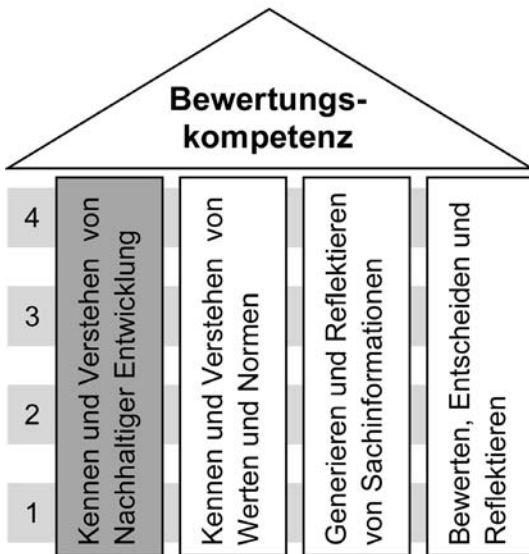 Bewertungs-
kompetenz
4
3
2
1
Kennen und Verstehen von
Nachhaltiger Entwicklung
Kennen und Verstehen von
Werten und Normen
Generieren und Reflektieren
von Sachinformationen
Bewerten, Entscheiden und
Reflektieren